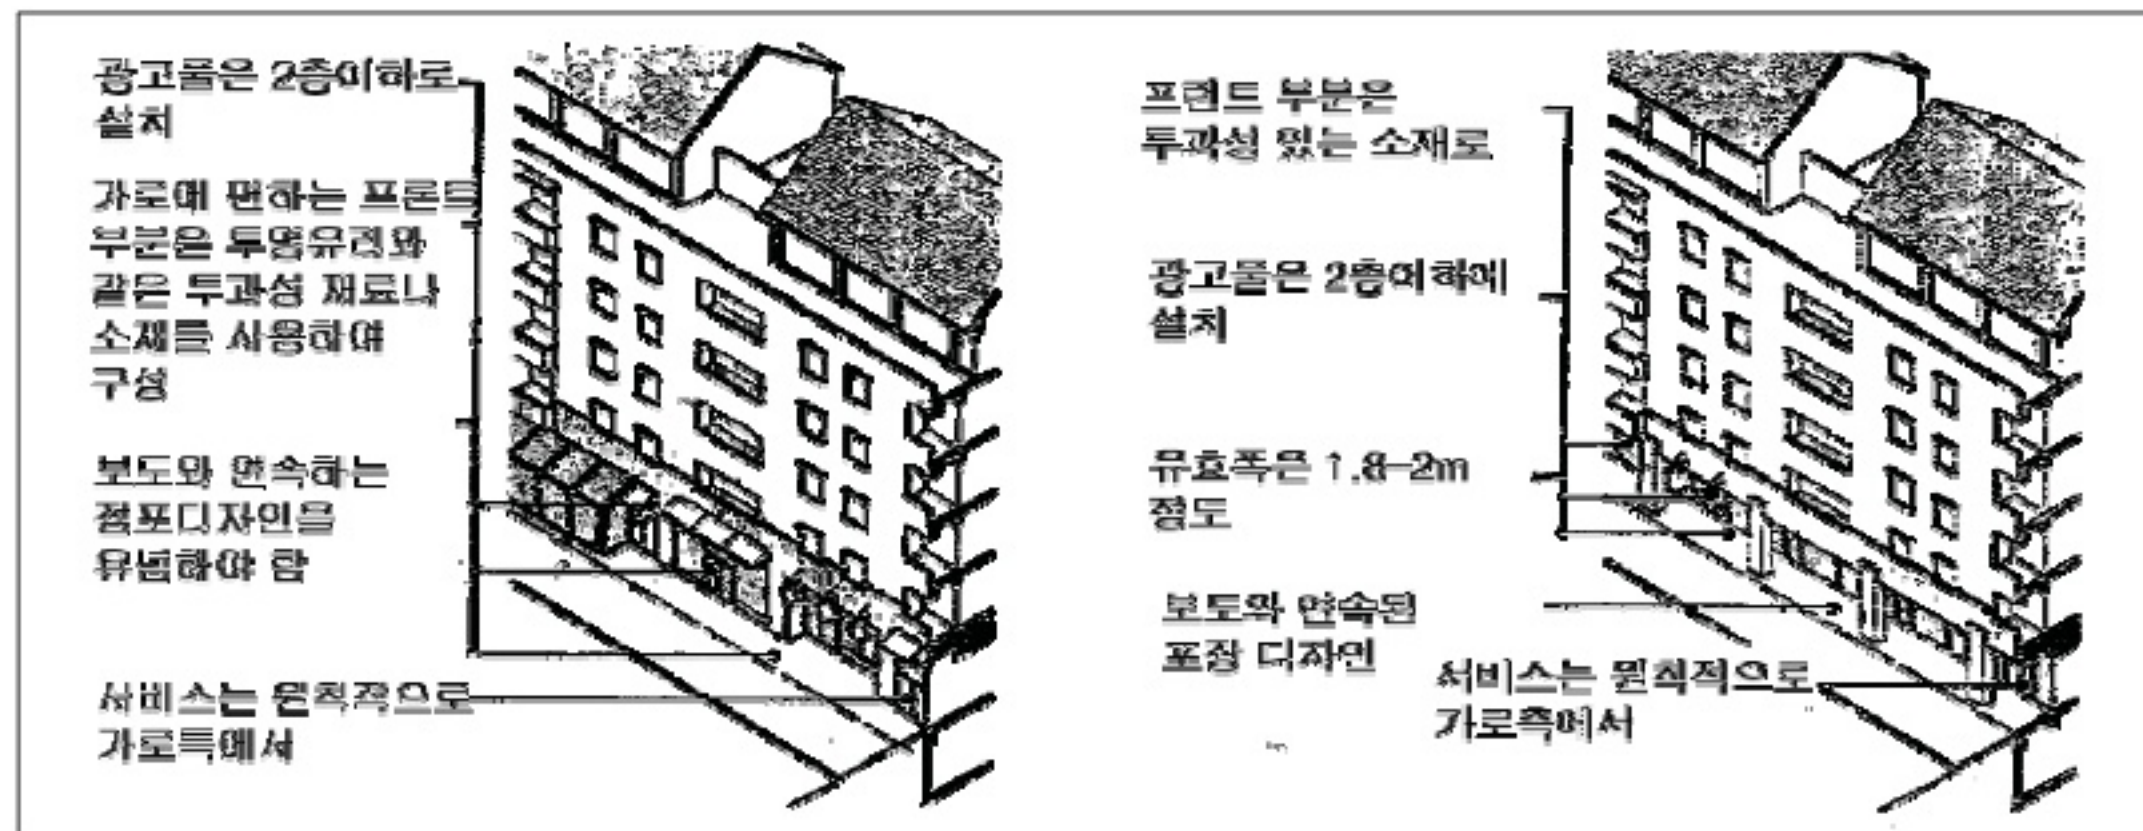 광고물은 2층이하로
설치
가로에 면하는 프론트
부분은 투명유리와
같은 투과성 재료나
소재를 사용하여
구성
보도와 연속하는
점포디자인을
유념해야 함
서비스는 원칙적으로
가로측에서
프런트 부분은
투과성 있는 소재로
광고물은 2층이하에
설치
유효폭은 1.8-2m
정도
보도와 연속된
포장 디자인
서비스는 원칙적으로
가로측에서